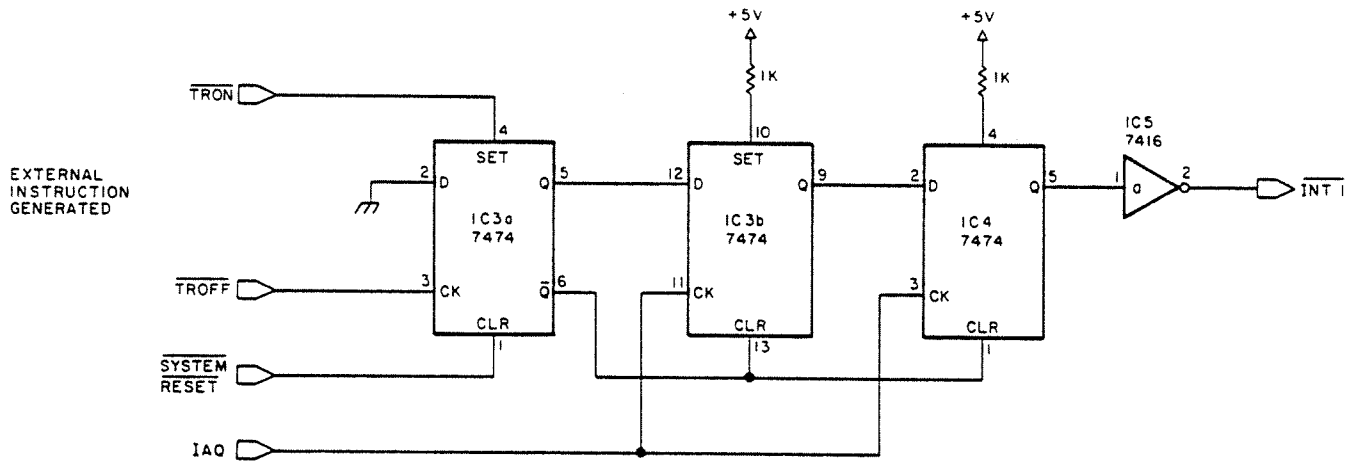 +5V
+5V
1K
1K
TRON
4
10
4
IC5
7416
SET
SET
EXTERNAL
INSTRUCTION
GENERATED
2
D
Q
5
12
D
Q
9
2
D
Q
5
1
a
2
INT 1
IC3a
7474
IC3b
7474
IC4
7474
TROFF
3
CK
Q
6
11
CK
3
CK
CLR
1
CLR
13
CLR
1
SYSTEM
RESET
IAQ